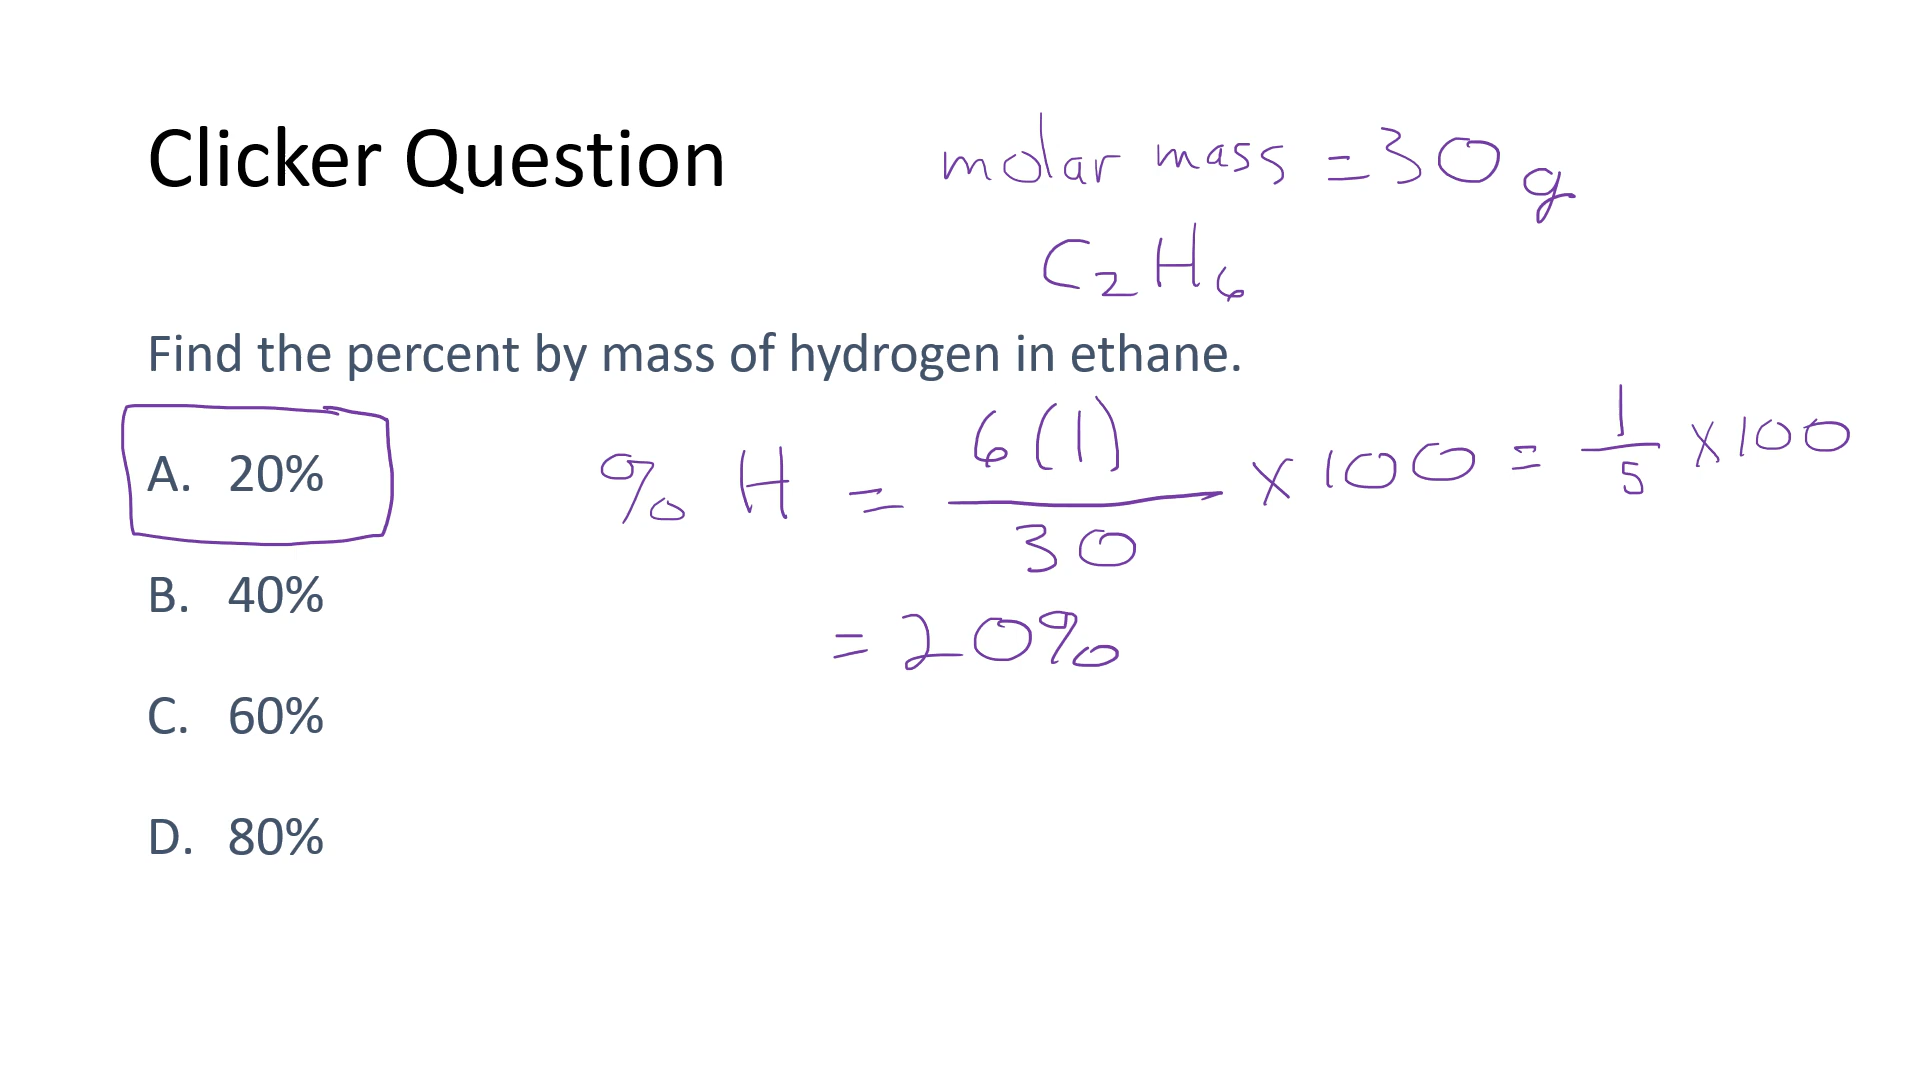 Clicker Question
molar mass = 30 g
C₂H₆
Find the percent by mass of hydrogen in ethane.
A. 20%
% H = 6(1)/30 x 100 = 1/5 x 100
= 20%
B. 40%
C. 60%
D. 80%